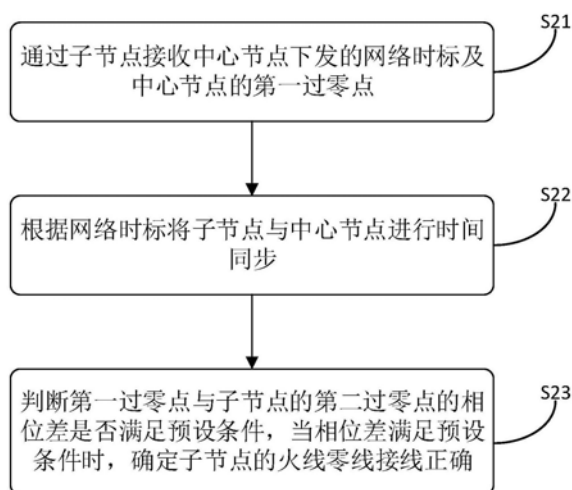 S21
通过子节点接收中心节点下发的网络时标及
中心节点的第一过零点
S22
根据网络时标将子节点与中心节点进行时间
同步
S23
判断第一过零点与子节点的第二过零点的相
位差是否满足预设条件，当相位差满足预设
条件时，确定子节点的火线零线接线正确